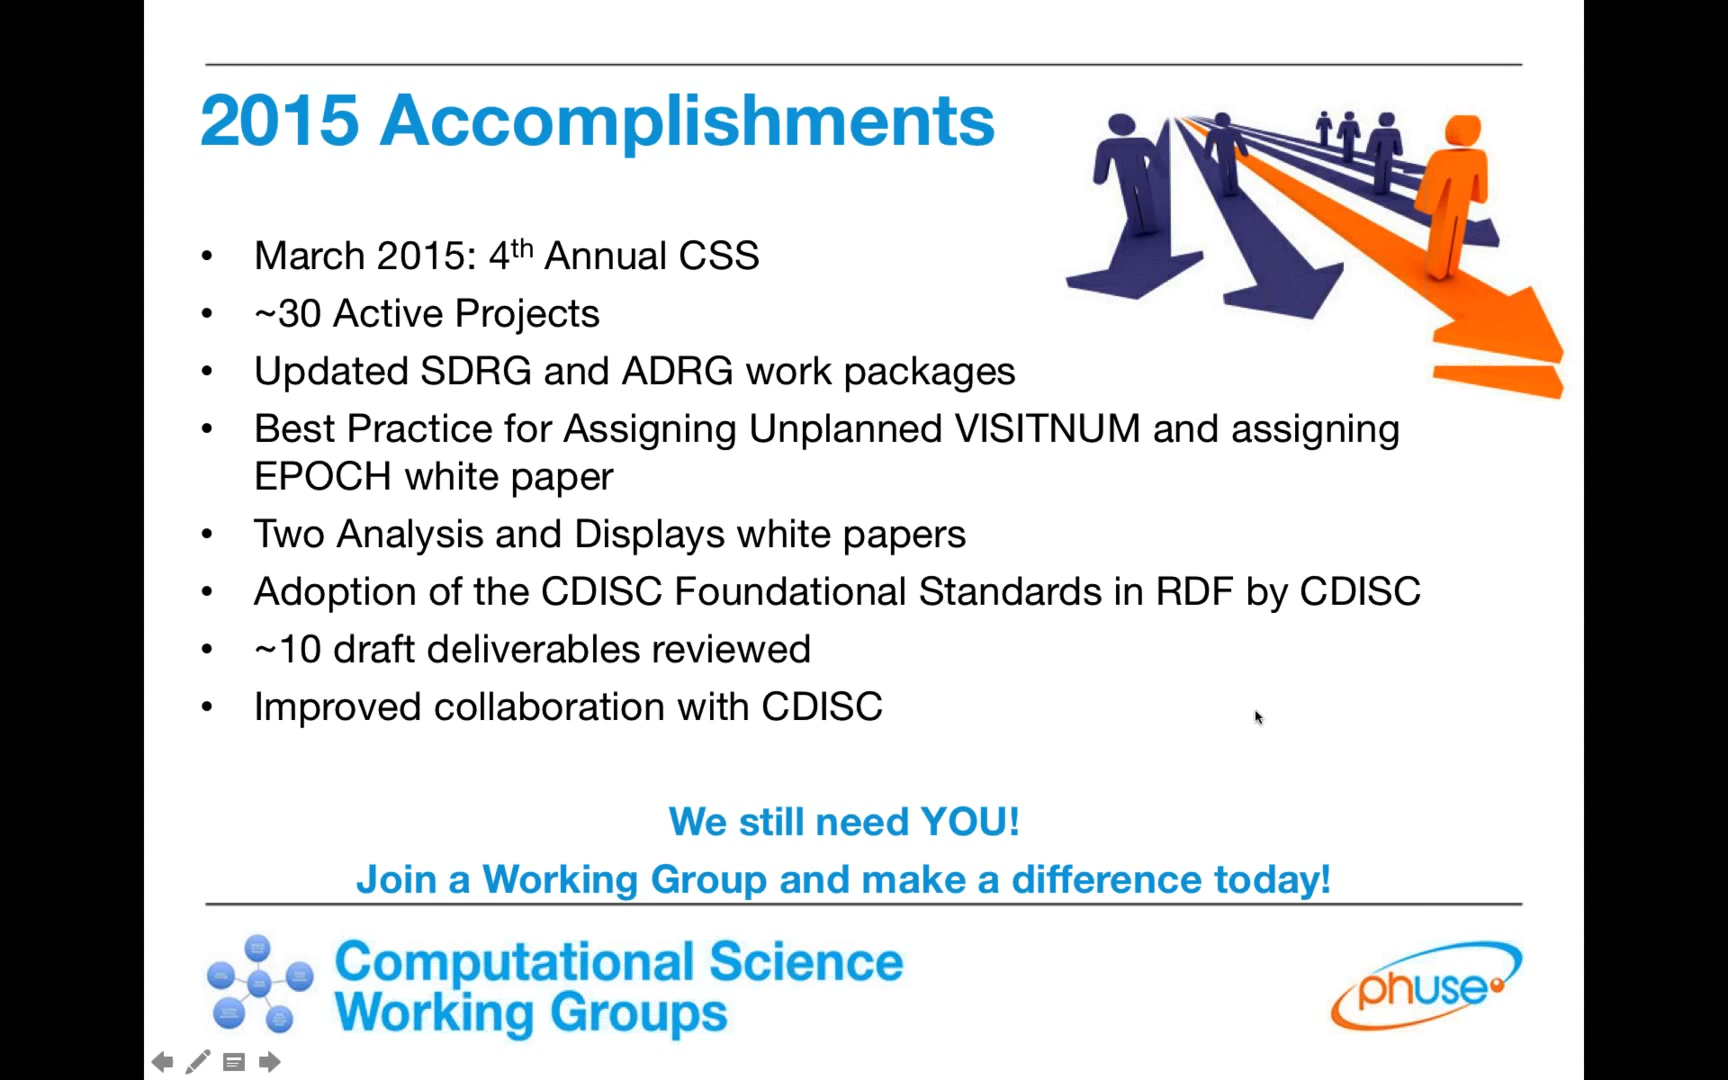 2015 Accomplishments
• March 2015: 4th Annual CSS
• ~30 Active Projects
• Updated SDRG and ADRG work packages
• Best Practice for Assigning Unplanned VISITNUM and assigning
EPOCH white paper
• Two Analysis and Displays white papers
• Adoption of the CDISC Foundational Standards in RDF by CDISC
• ~10 draft deliverables reviewed
• Improved collaboration with CDISC
We still need YOU!
Join a Working Group and make a difference today!
Computational Science
Working Groups
phuse